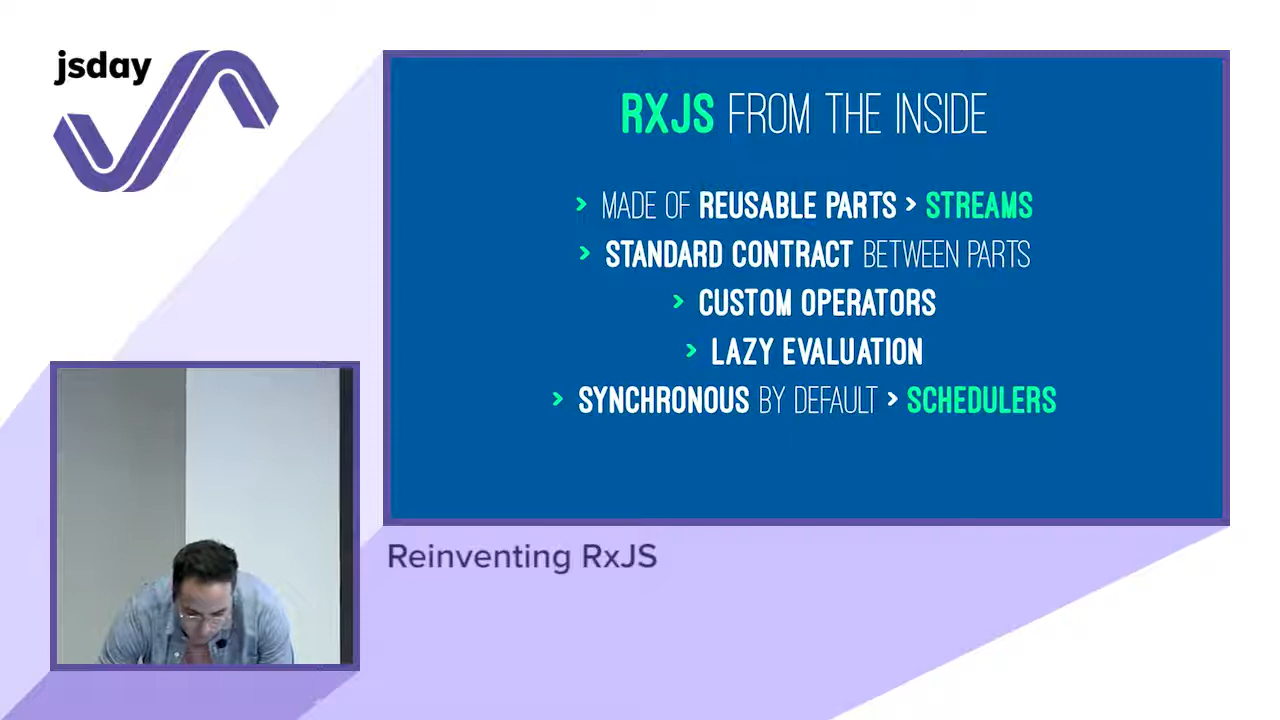 jsday
RXJS FROM THE INSIDE
> MADE OF REUSABLE PARTS > STREAMS
> STANDARD CONTRACT BETWEEN PARTS
> CUSTOM OPERATORS
> LAZY EVALUATION
> SYNCHRONOUS BY DEFAULT > SCHEDULERS
Reinventing RxJS